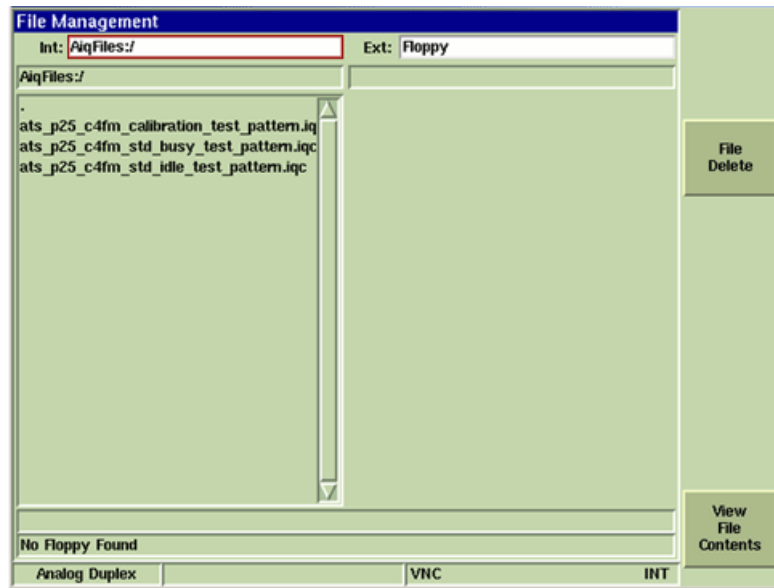 File Management
Int: AiqFiles:/ Ext: Floppy
AiqFiles:/
.
ats_p25_c4fm_calibration_test_pattern.iq
ats_p25_c4fm_std_busy_test_pattern.iqc
ats_p25_c4fm_std_idle_test_pattern.iqc
File
Delete
View
File
Contents
No Floppy Found
Analog Duplex VNC INT